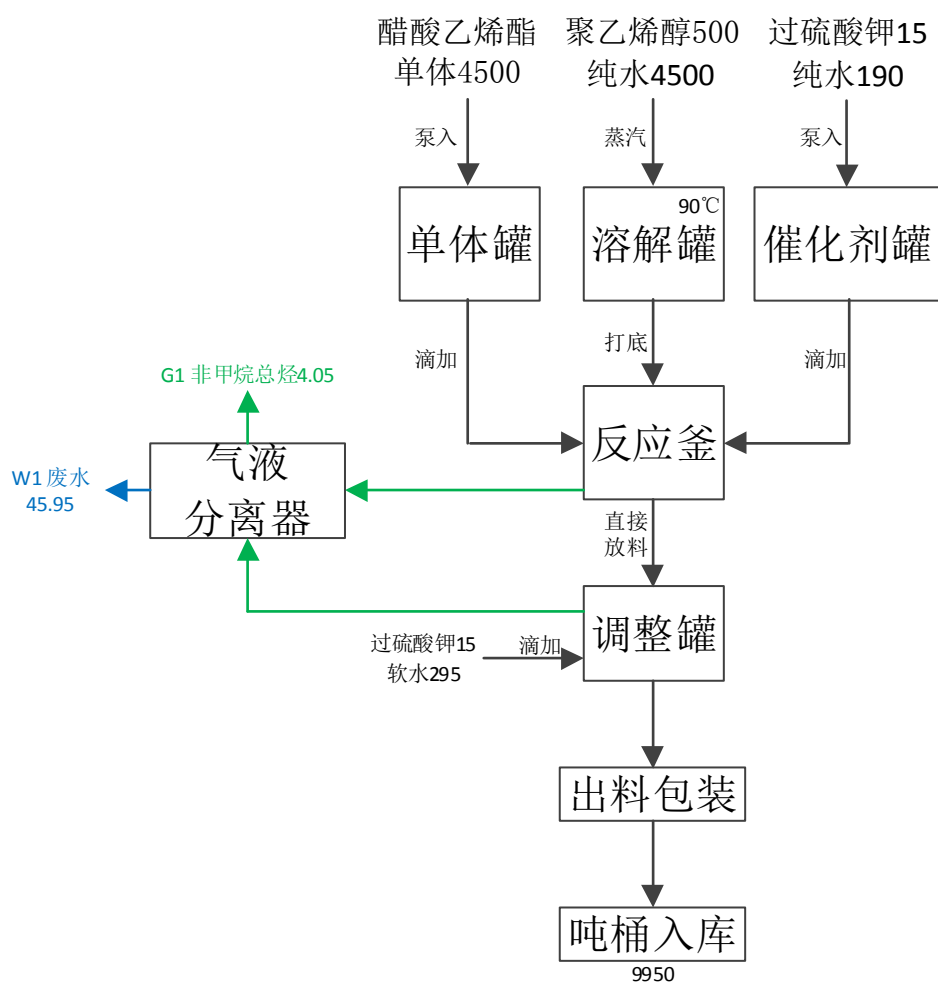 醋酸乙烯酯
单体4500
聚乙烯醇500
纯水4500
过硫酸钾15
纯水190
泵入
蒸汽
泵入
单体罐
90℃
溶解罐
催化剂罐
滴加
打底
滴加
G1 非甲烷总烃4.05
反应釜
气液
分离器
W1 废水
45.95
直接
放料
调整罐
过硫酸钾15
软水295
滴加
出料包装
吨桶入库
9950